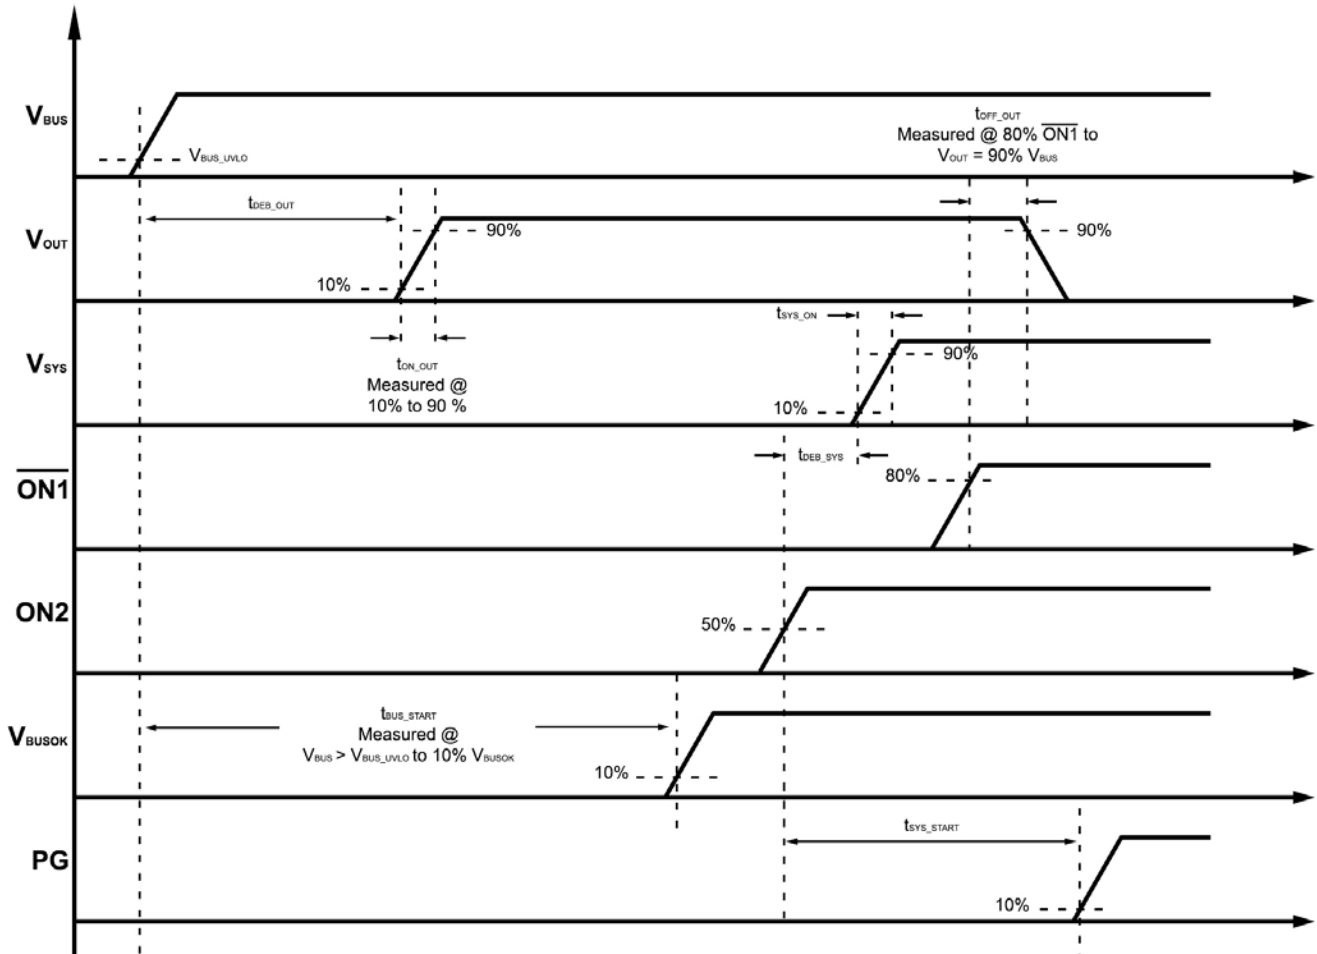 VBUS
VBUS_UVLO
tOFF_OUT
Measured @ 80% ON1 to
VOUT = 90% VBUS
tDEB_OUT
VOUT
90%
90%
10%
tSYS_ON
VSYS
90%
tON_OUT
Measured @
10% to 90 %
10%
tDEB_SYS
ON1
80%
ON2
50%
VBUSOK
tBUS_START
Measured @
VBUS > VBUS_UVLO to 10% VBUSOK
10%
tSYS_START
PG
10%